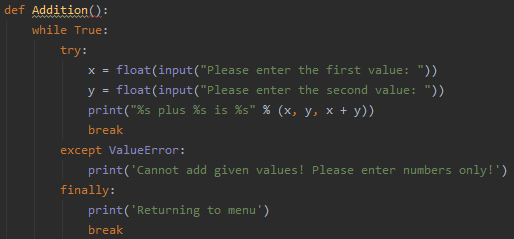 def Addition():
    while True:
        try:
            x = float(input("Please enter the first value: "))
            y = float(input("Please enter the second value: "))
            print("%s plus %s is %s" % (x, y, x + y))
            break
        except ValueError:
            print('Cannot add given values! Please enter numbers only!')
        finally:
            print('Returning to menu')
            break